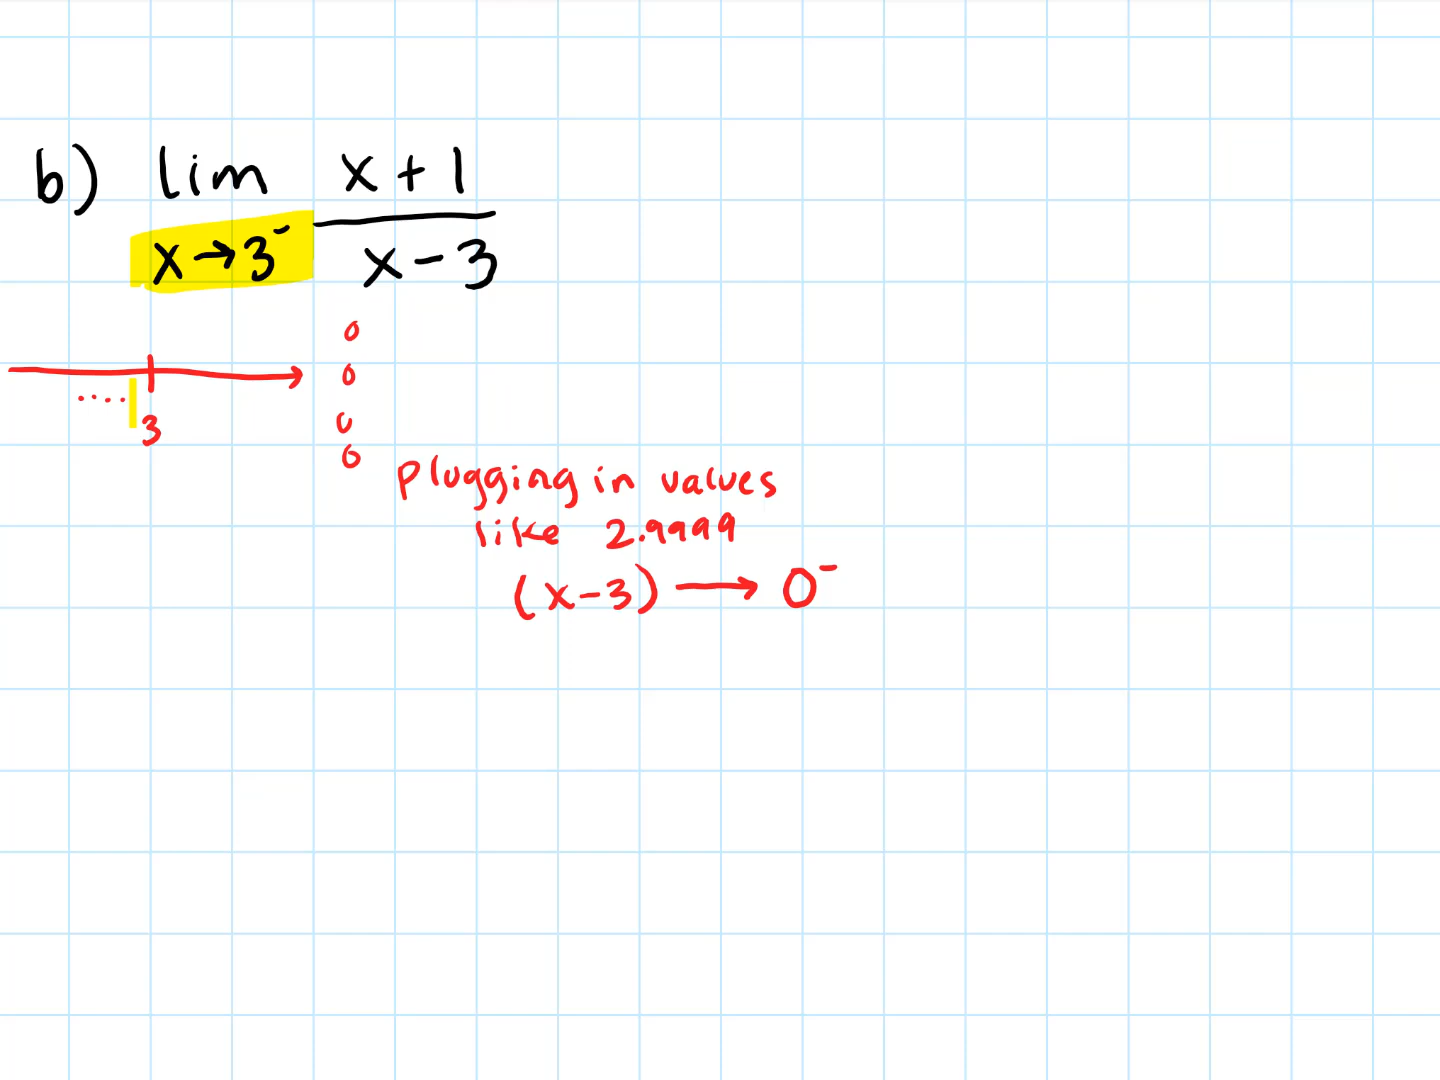 b) lim x + 1
x → 3⁻ x - 3
0
0
0
0
3
plugging in values
like 2.9999
(x - 3) → 0⁻